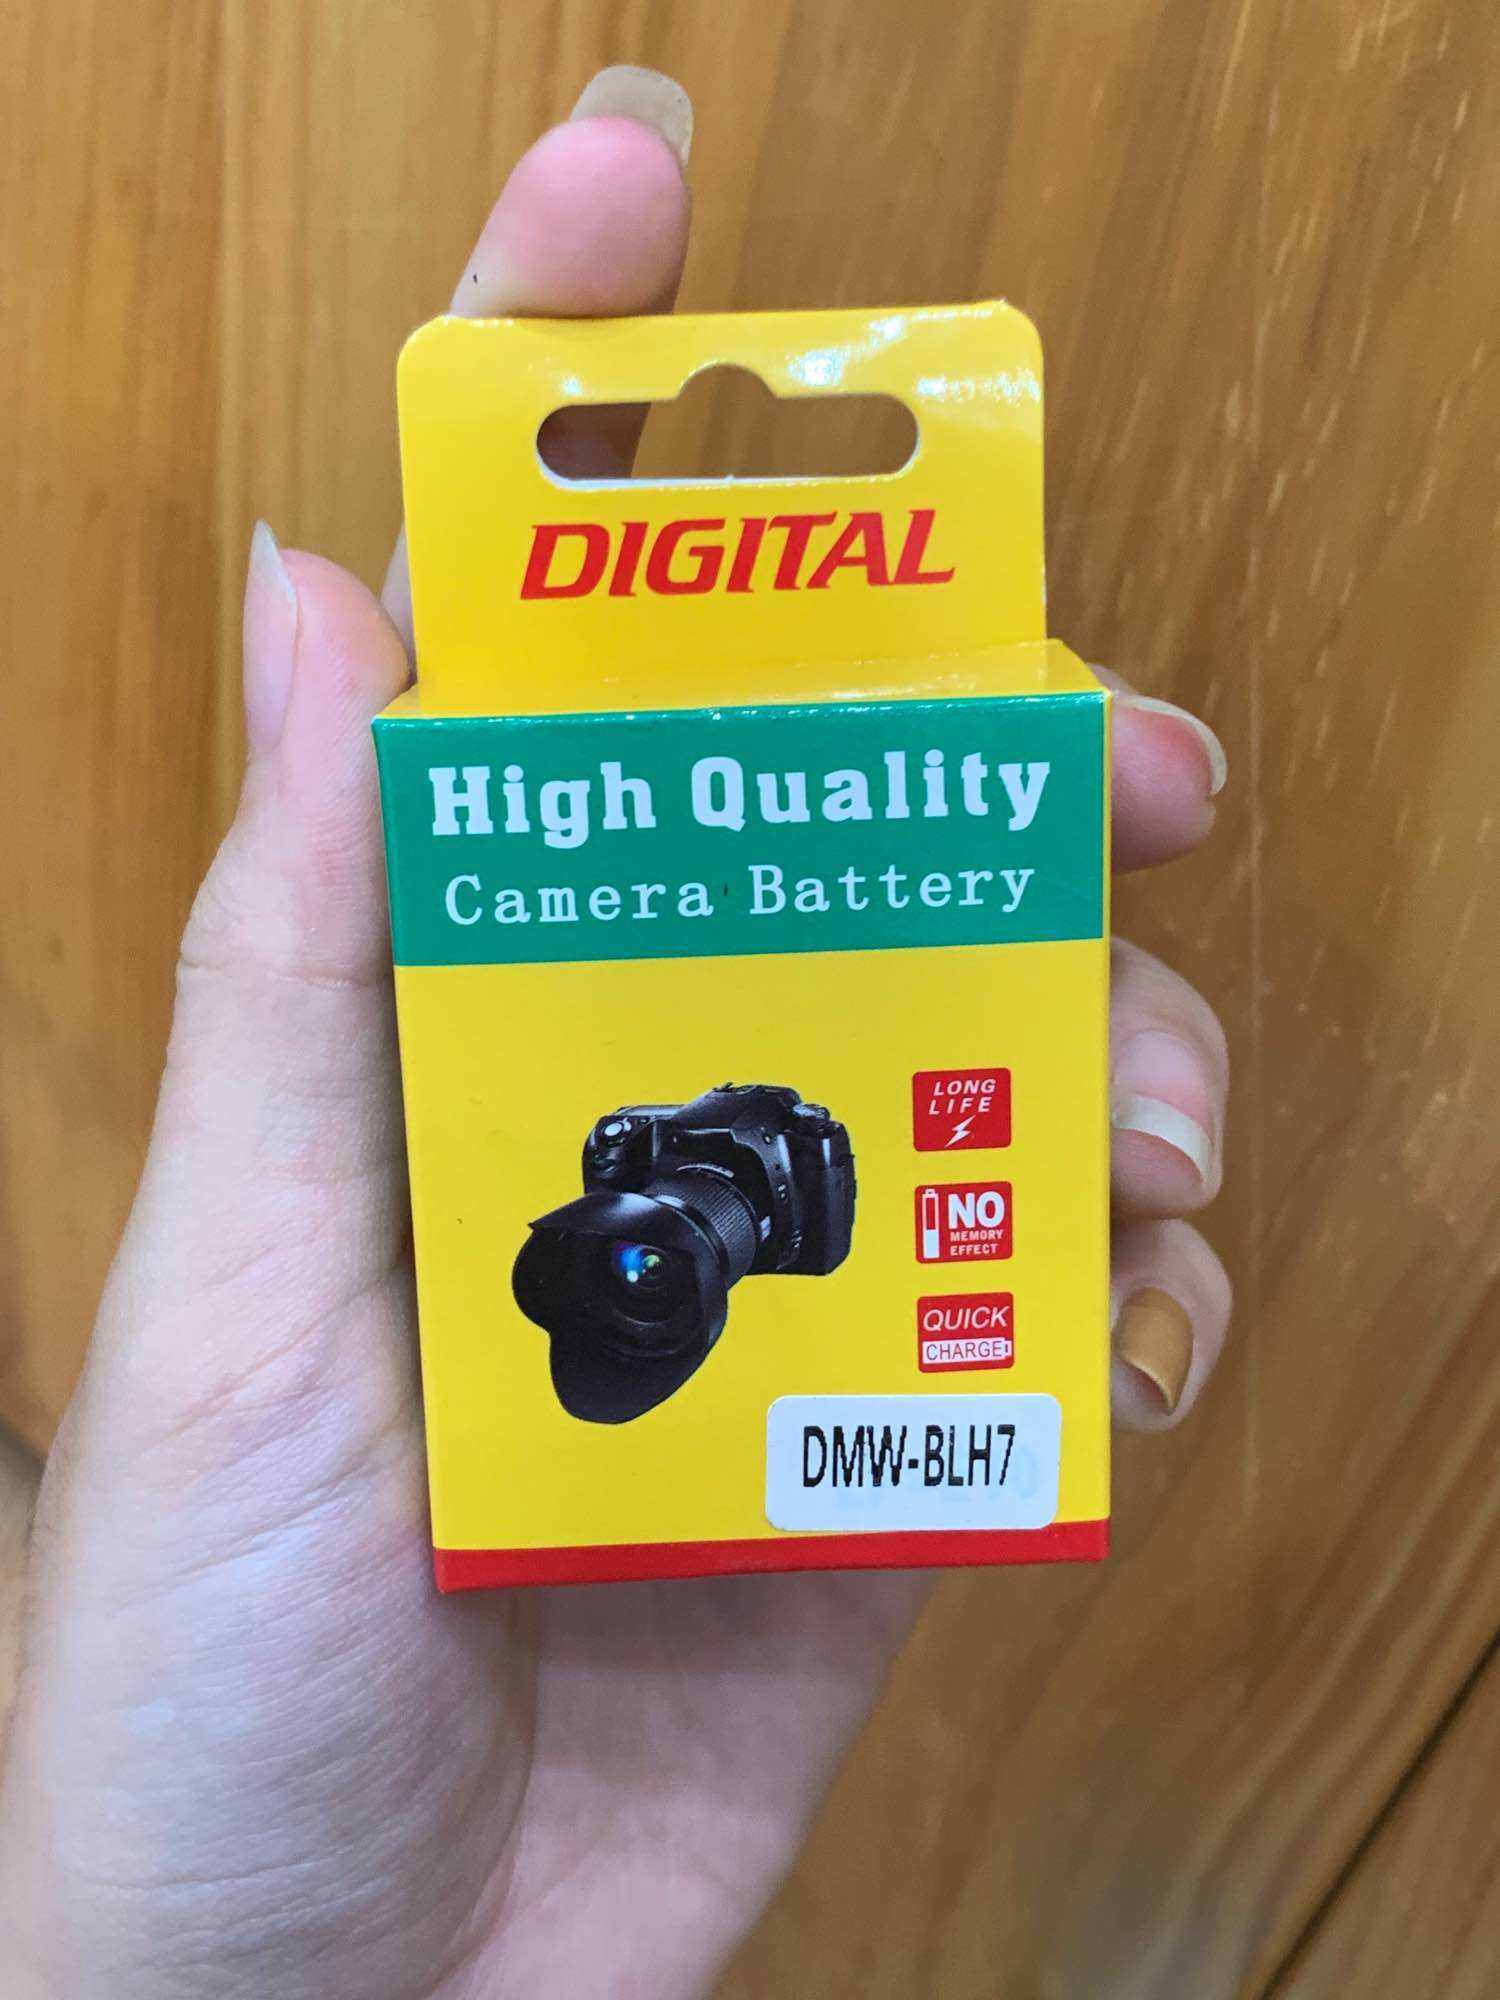 DIGITAL
High Quality
Camera Battery
LONG
LIFE
NO
MEMORY
EFFECT
QUICK
CHARGE
DMW-BLH7